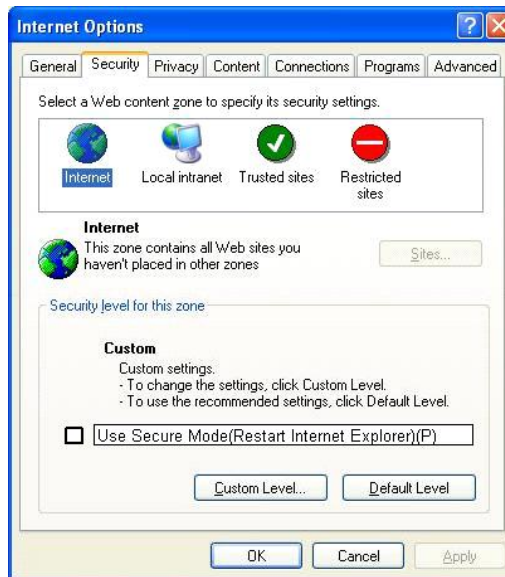 Internet Options
General Security Privacy Content Connections Programs Advanced
Select a Web content zone to specify its security settings.
Internet Local intranet Trusted sites Restricted
sites
Internet
This zone contains all Web sites you
haven't placed in other zones
Sites...
Security level for this zone
Custom
Custom settings.
- To change the settings, click Custom Level.
- To use the recommended settings, click Default Level.
Use Secure Mode(Restart Internet Explorer)(P)
Custom Level... Default Level
OK Cancel Apply